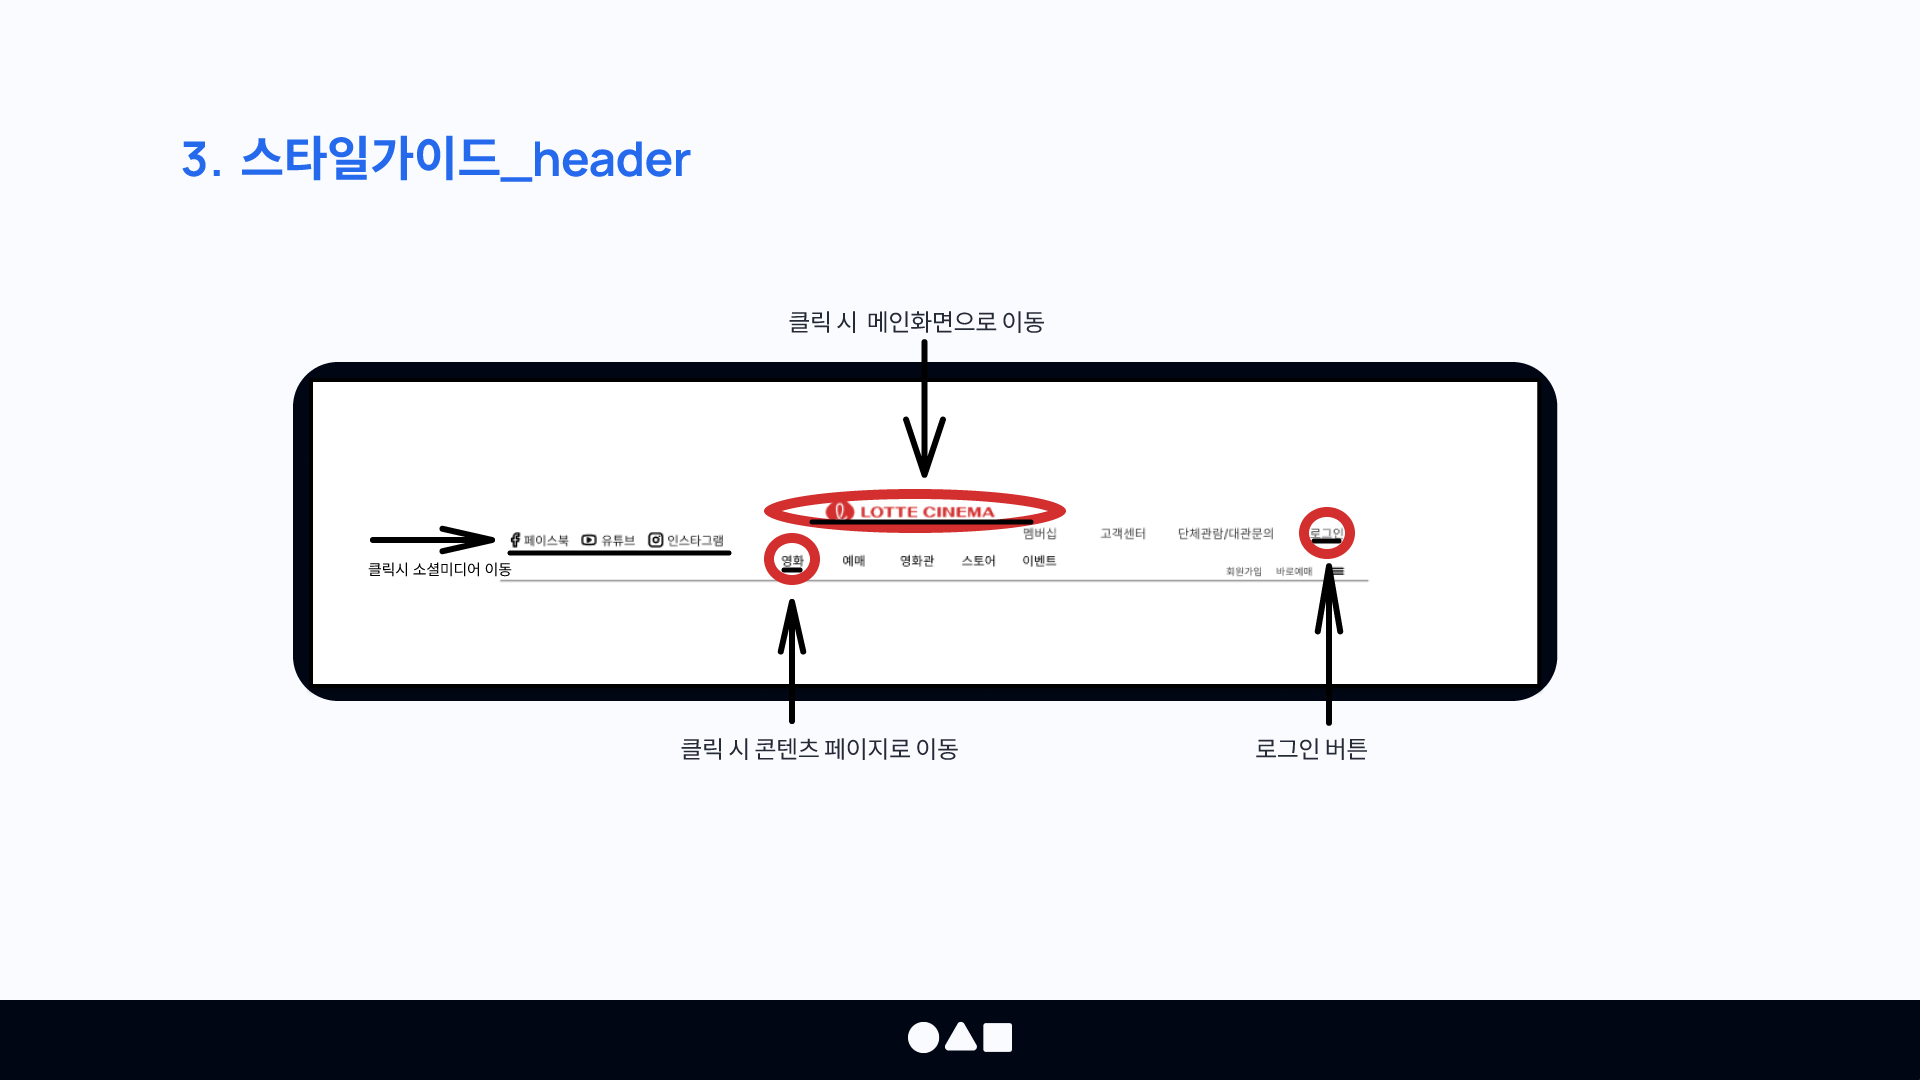 3. 스타일가이드_header
클릭 시 메인화면으로 이동
LOTTE CINEMA
페이스북 유튜브 인스타그램
멤버십 고객센터 단체관람/대관문의 로그인
영화 예매 영화관 스토어 이벤트
클릭시 소셜미디어 이동
회원가입 바로예매
클릭 시 콘텐츠 페이지로 이동
로그인 버튼